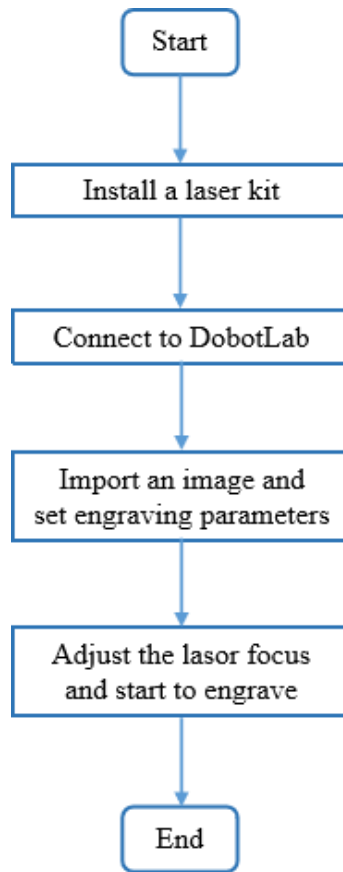 Start
Install a laser kit
Connect to DobotLab
Import an image and
set engraving parameters
Adjust the lasor focus
and start to engrave
End